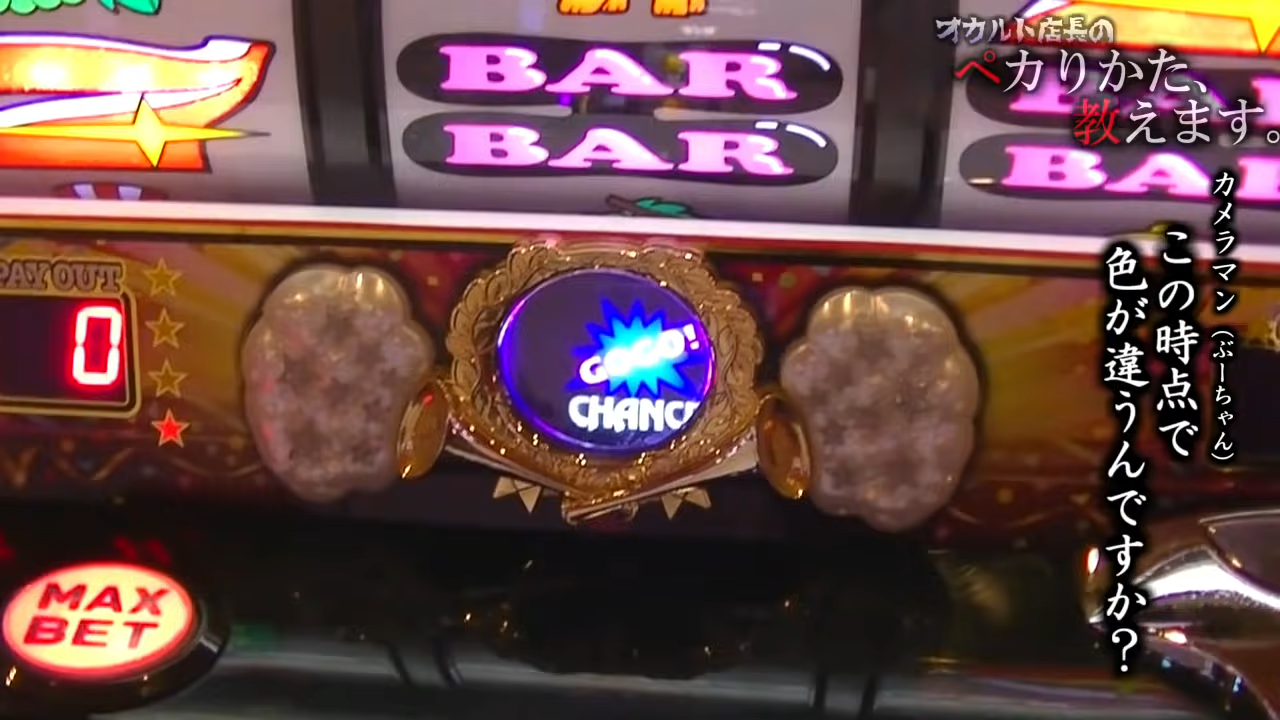 オカルト店長の
ペカりかた、
教えます。
BAR
BAR
BAR
カメラマン（ぶーちゃん）
この時点で
色が違うんですか？
PAY OUT
0
GOGO!
CHANCE
MAX
BET